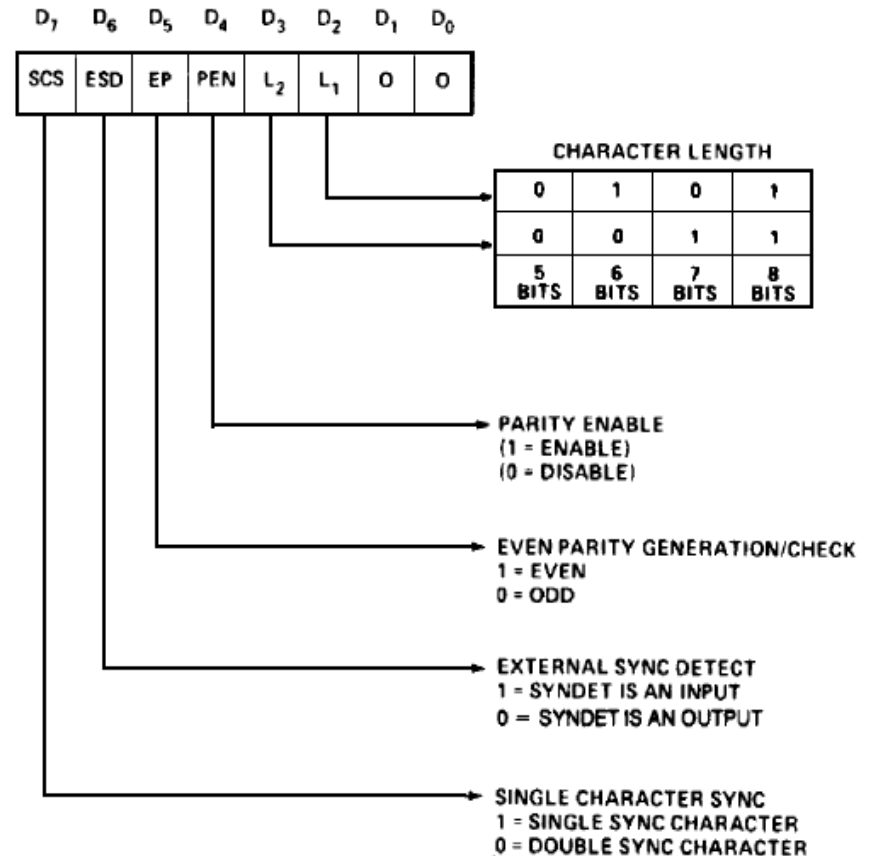 D7 D6 D5 D4 D3 D2 D1 D0
SCS ESD EP PEN L2 L1 0 0
CHARACTER LENGTH
0 1 0 1
0 0 1 1
5 BITS 6 BITS 7 BITS 8 BITS
PARITY ENABLE
(1 = ENABLE)
(0 = DISABLE)
EVEN PARITY GENERATION/CHECK
1 = EVEN
0 = ODD
EXTERNAL SYNC DETECT
1 = SYNDET IS AN INPUT
0 = SYNDET IS AN OUTPUT
SINGLE CHARACTER SYNC
1 = SINGLE SYNC CHARACTER
0 = DOUBLE SYNC CHARACTER